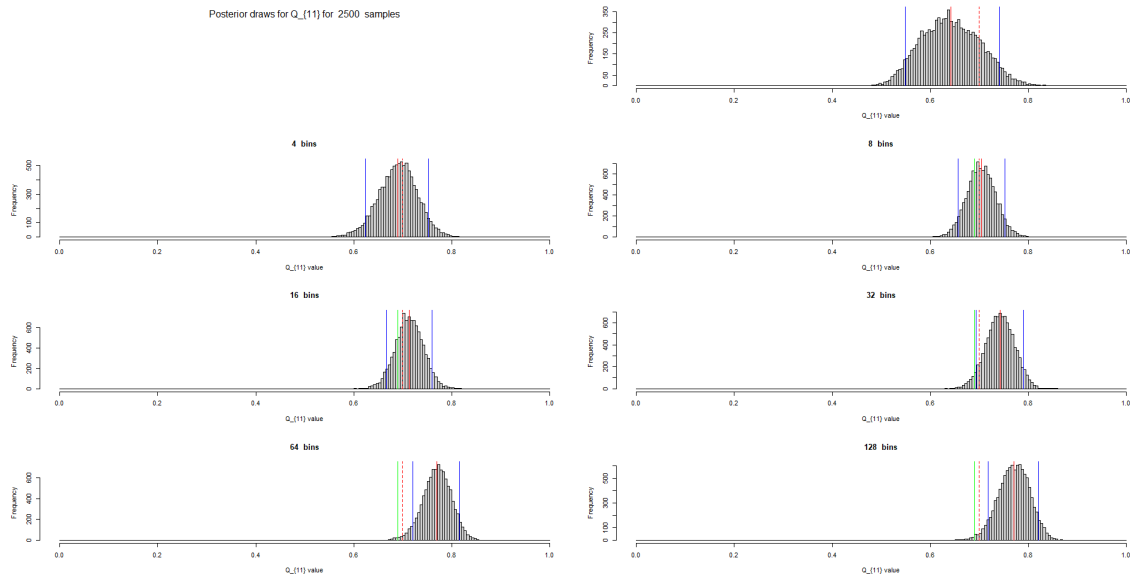 Posterior draws for Q_{11} for 2500 samples
Frequency
0 50 150 250 350
0.0 0.2 0.4 0.6 0.8 1.0
Q_{11} value
4 bins
Frequency
0 100 300 500
0.0 0.2 0.4 0.6 0.8 1.0
Q_{11} value
8 bins
Frequency
0 200 400 600
0.0 0.2 0.4 0.6 0.8 1.0
Q_{11} value
16 bins
Frequency
0 200 400 600
0.0 0.2 0.4 0.6 0.8 1.0
Q_{11} value
32 bins
Frequency
0 200 400 600
0.0 0.2 0.4 0.6 0.8 1.0
Q_{11} value
64 bins
Frequency
0 200 400 600
0.0 0.2 0.4 0.6 0.8 1.0
Q_{11} value
128 bins
Frequency
0 100 300 500
0.0 0.2 0.4 0.6 0.8 1.0
Q_{11} value